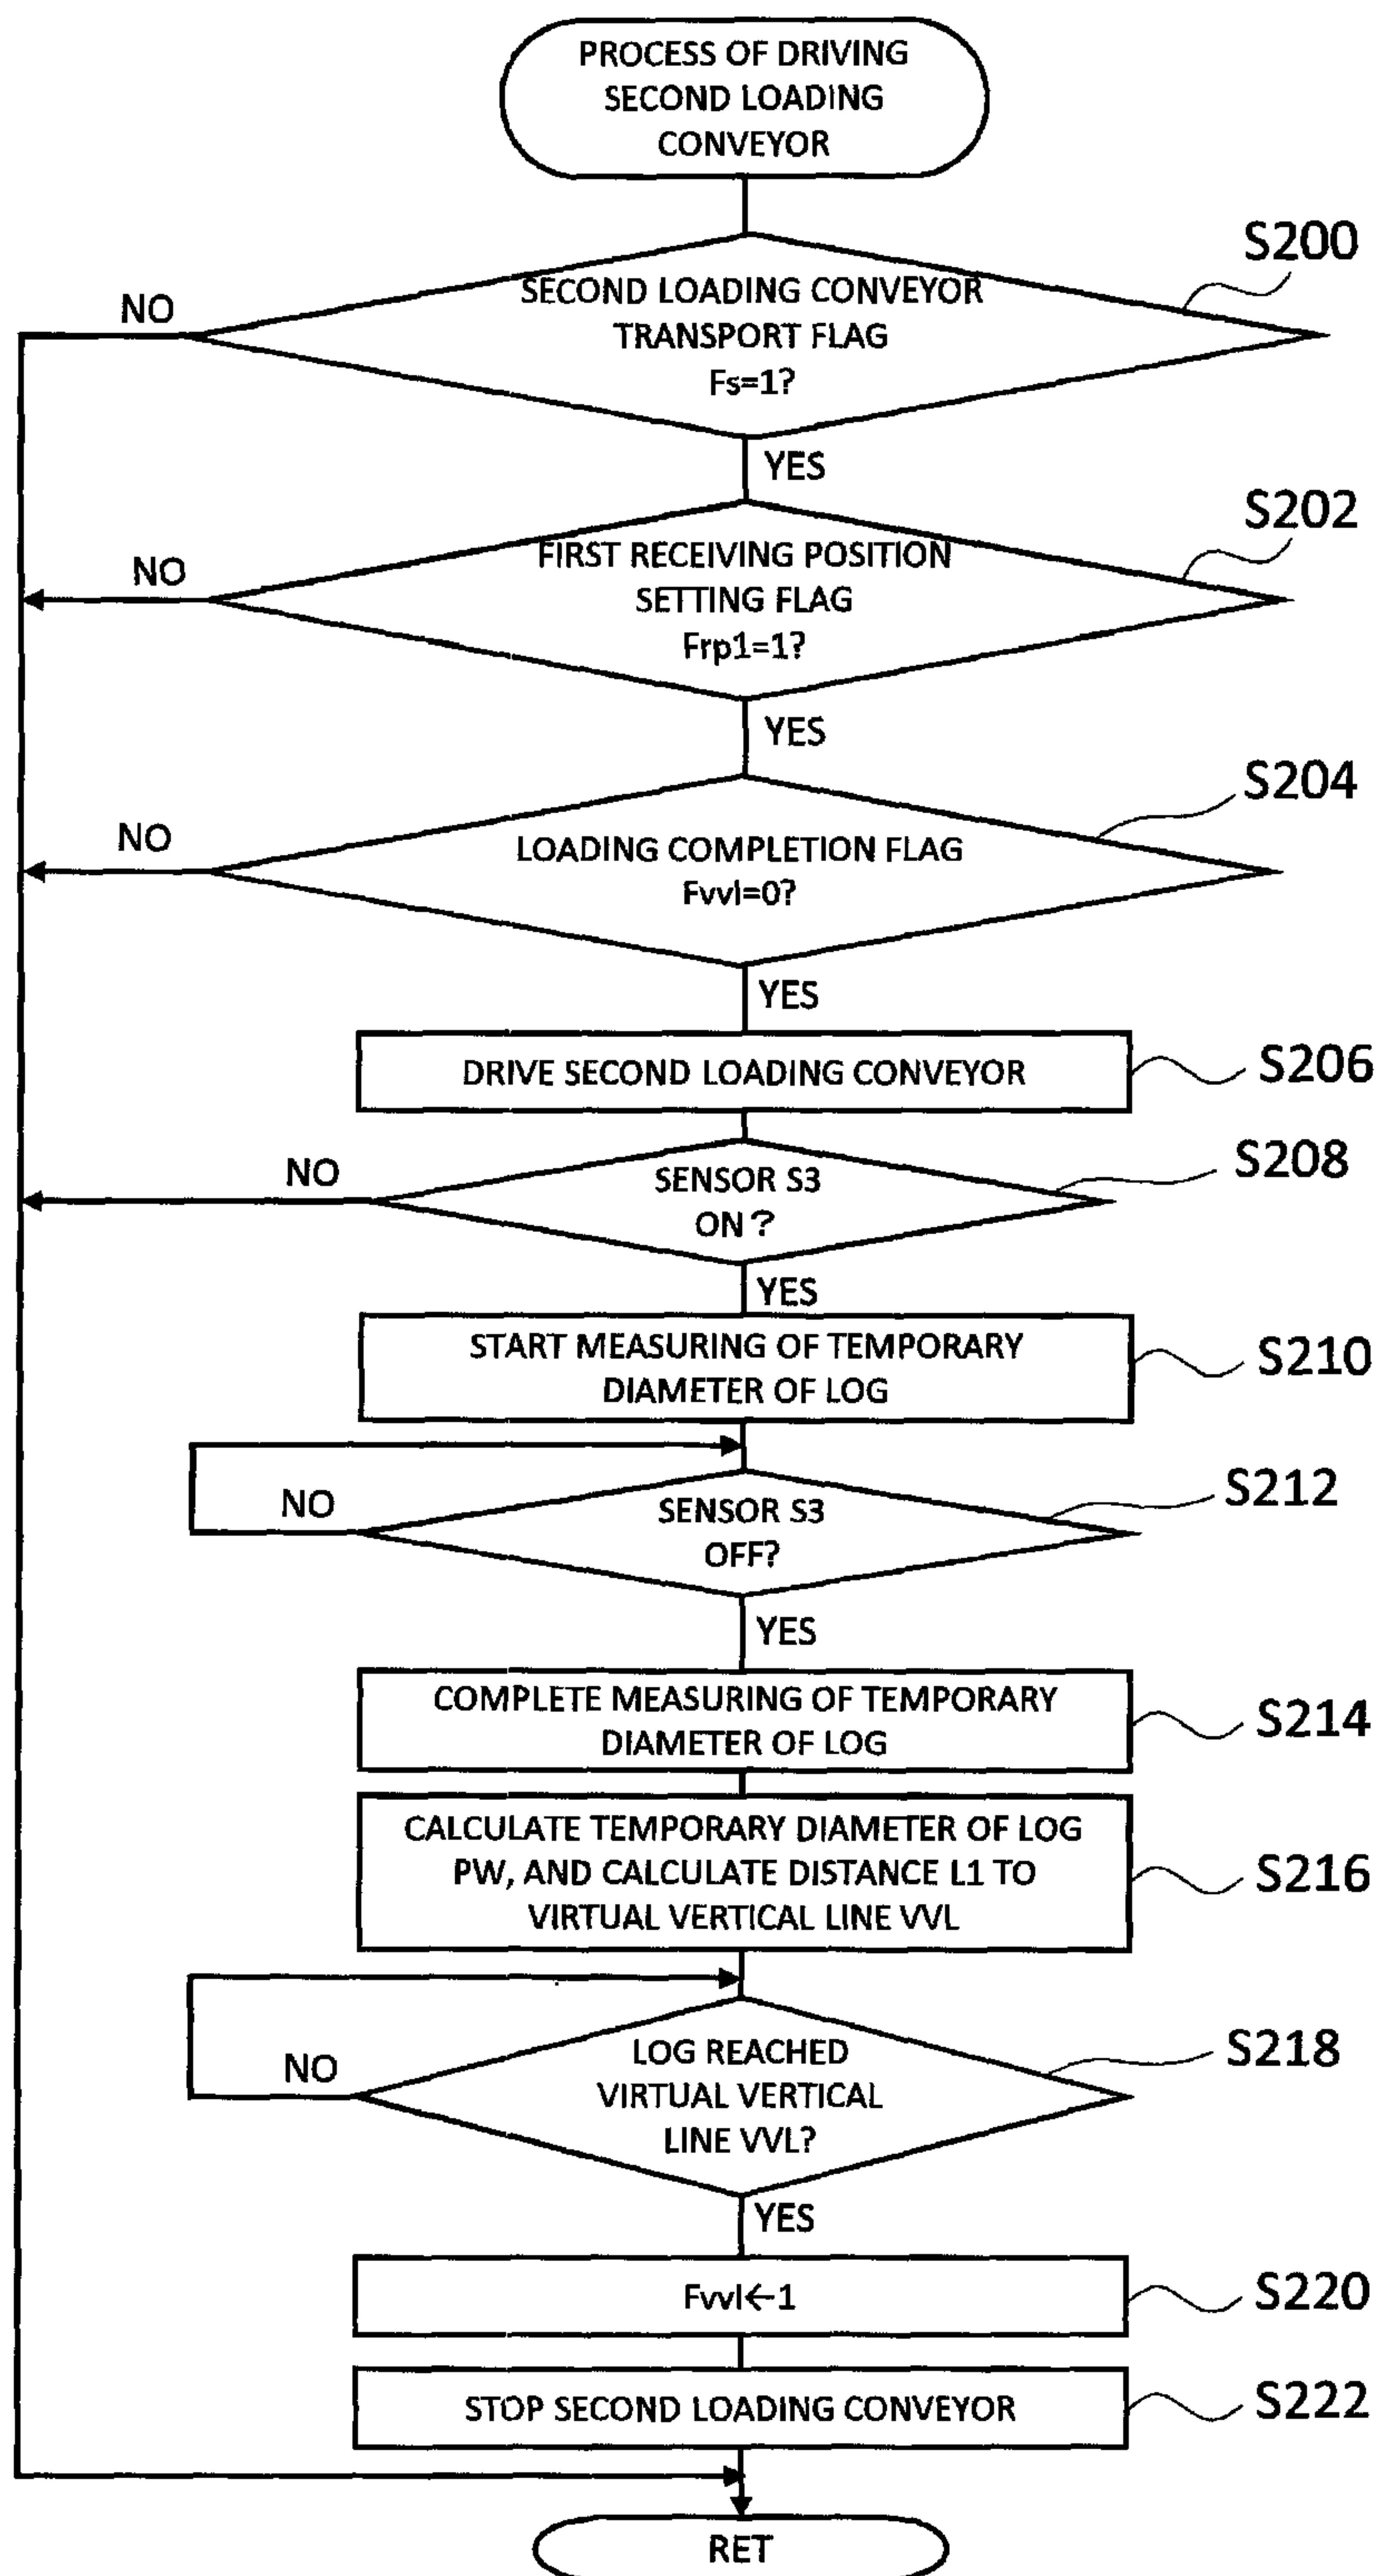 PROCESS OF DRIVING
SECOND LOADING
CONVEYOR
S200
NO
SECOND LOADING CONVEYOR
TRANSPORT FLAG
Fs=1?
YES
S202
NO
FIRST RECEIVING POSITION
SETTING FLAG
Frp1=1?
YES
S204
NO
LOADING COMPLETION FLAG
Fvvl=0?
YES
DRIVE SECOND LOADING CONVEYOR
S206
NO
SENSOR S3
ON?
S208
YES
START MEASURING OF TEMPORARY
DIAMETER OF LOG
S210
NO
SENSOR S3
OFF?
S212
YES
COMPLETE MEASURING OF TEMPORARY
DIAMETER OF LOG
S214
CALCULATE TEMPORARY DIAMETER OF LOG
PW, AND CALCULATE DISTANCE L1 TO
VIRTUAL VERTICAL LINE VVL
S216
NO
LOG REACHED
VIRTUAL VERTICAL
LINE VVL?
S218
YES
Fvvl←1
S220
STOP SECOND LOADING CONVEYOR
S222
RET